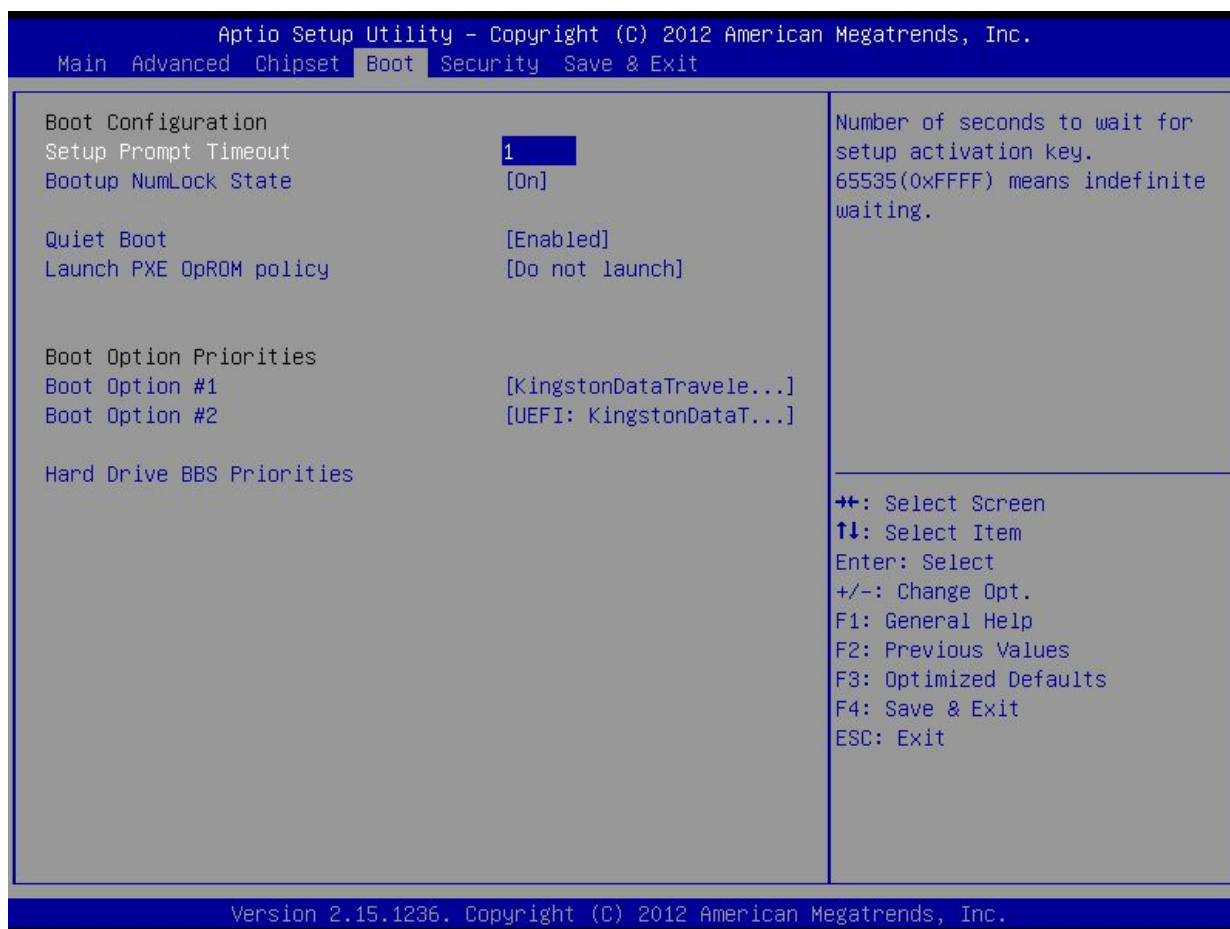 Aptio Setup Utility – Copyright (C) 2012 American Megatrends, Inc.
Main Advanced Chipset Boot Security Save & Exit
Boot Configuration
Setup Prompt Timeout 1
Bootup NumLock State [On]
Quiet Boot [Enabled]
Launch PXE OpROM policy [Do not launch]
Boot Option Priorities
Boot Option #1 [KingstonDataTravele...]
Boot Option #2 [UEFI: KingstonDataT...]
Hard Drive BBS Priorities
Number of seconds to wait for
setup activation key.
65535(0xFFFF) means indefinite
waiting.
→←: Select Screen
↑↓: Select Item
Enter: Select
+/-: Change Opt.
F1: General Help
F2: Previous Values
F3: Optimized Defaults
F4: Save & Exit
ESC: Exit
Version 2.15.1236. Copyright (C) 2012 American Megatrends, Inc.